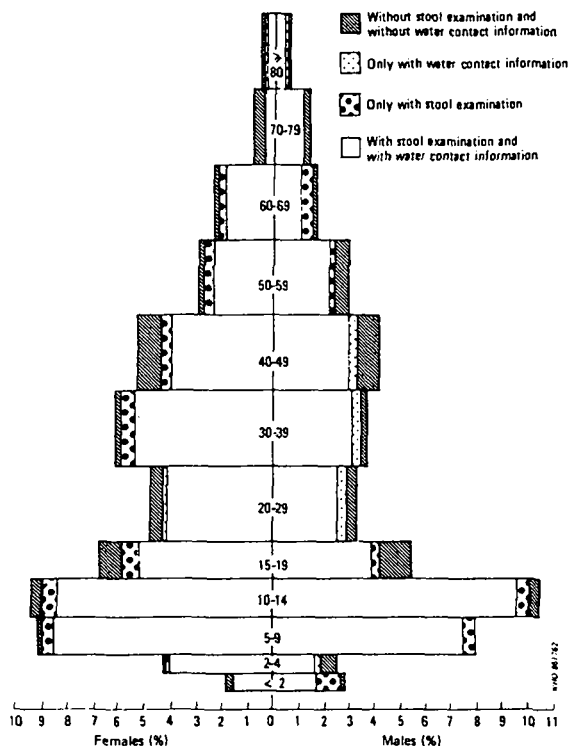 Without stool examination and
without water contact information
Only with water contact information
Only with stool examination
With stool examination and
with water contact information
>
80
70-79
60-69
50-59
40-49
30-39
20-29
15-19
10-14
5-9
2-4
< 2
10 9 8 7 6 5 4 3 2 1 0 1 2 3 4 5 6 7 8 9 10 11
Females (%) Males (%)